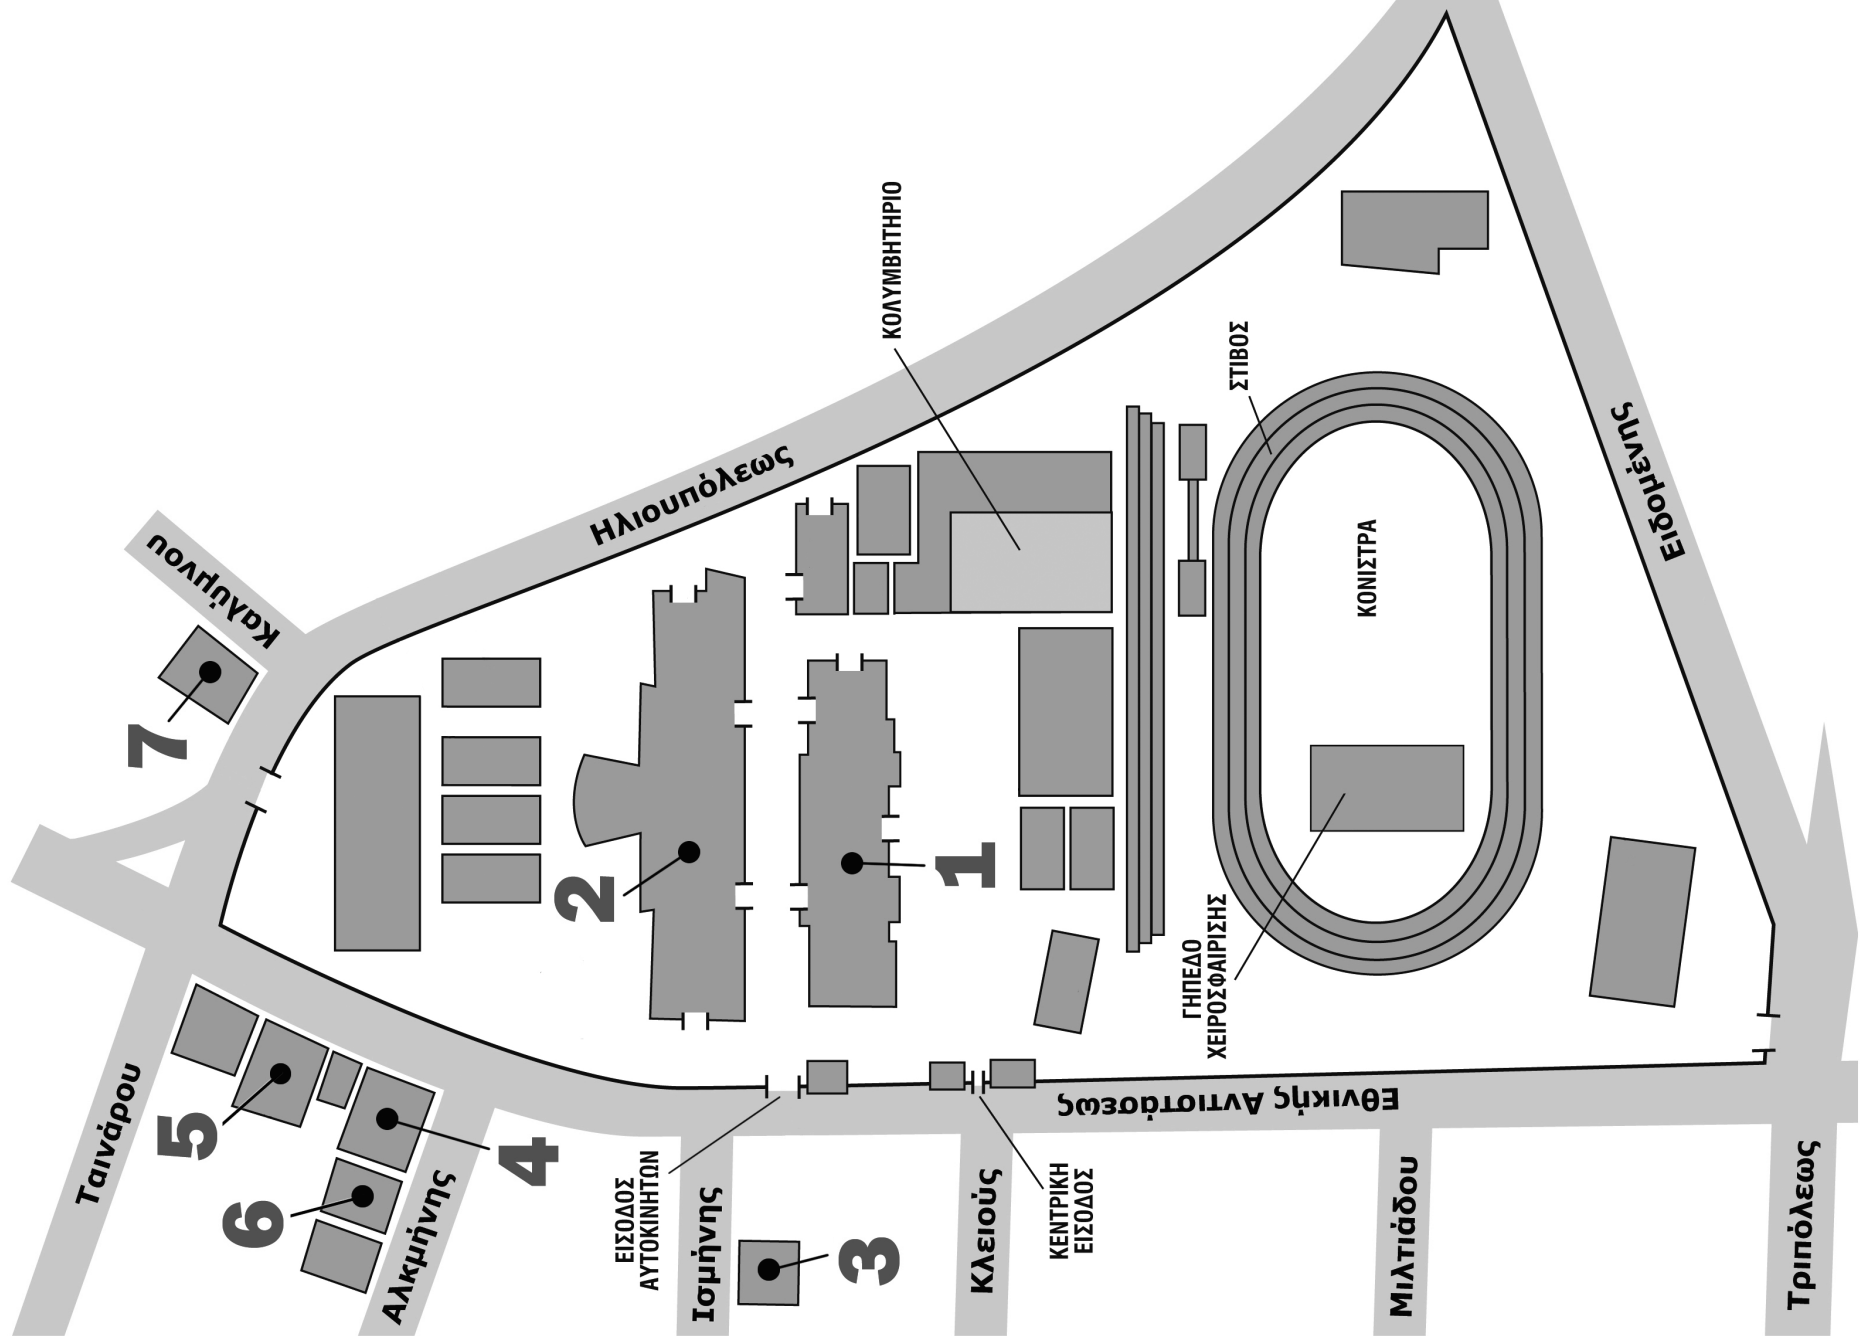 Ταινάρου
Αλκμήνης
Ισμήνης
Κλειούς
Μιλτιάδου
Τριπόλεως
Εθνικής Αντιστάσεως
Ηλιουπόλεως
Καλύμνου
Ειδομένης
ΕΙΣΟΔΟΣ
ΑΥΤΟΚΙΝΗΤΩΝ
ΚΕΝΤΡΙΚΗ
ΕΙΣΟΔΟΣ
ΓΗΠΕΔΟ
ΧΕΙΡΟΣΦΑΙΡΙΣΗΣ
ΚΟΝΙΣΤΡΑ
ΣΤΙΒΟΣ
ΚΟΛΥΜΒΗΤΗΡΙΟ
1
2
3
4
5
6
7